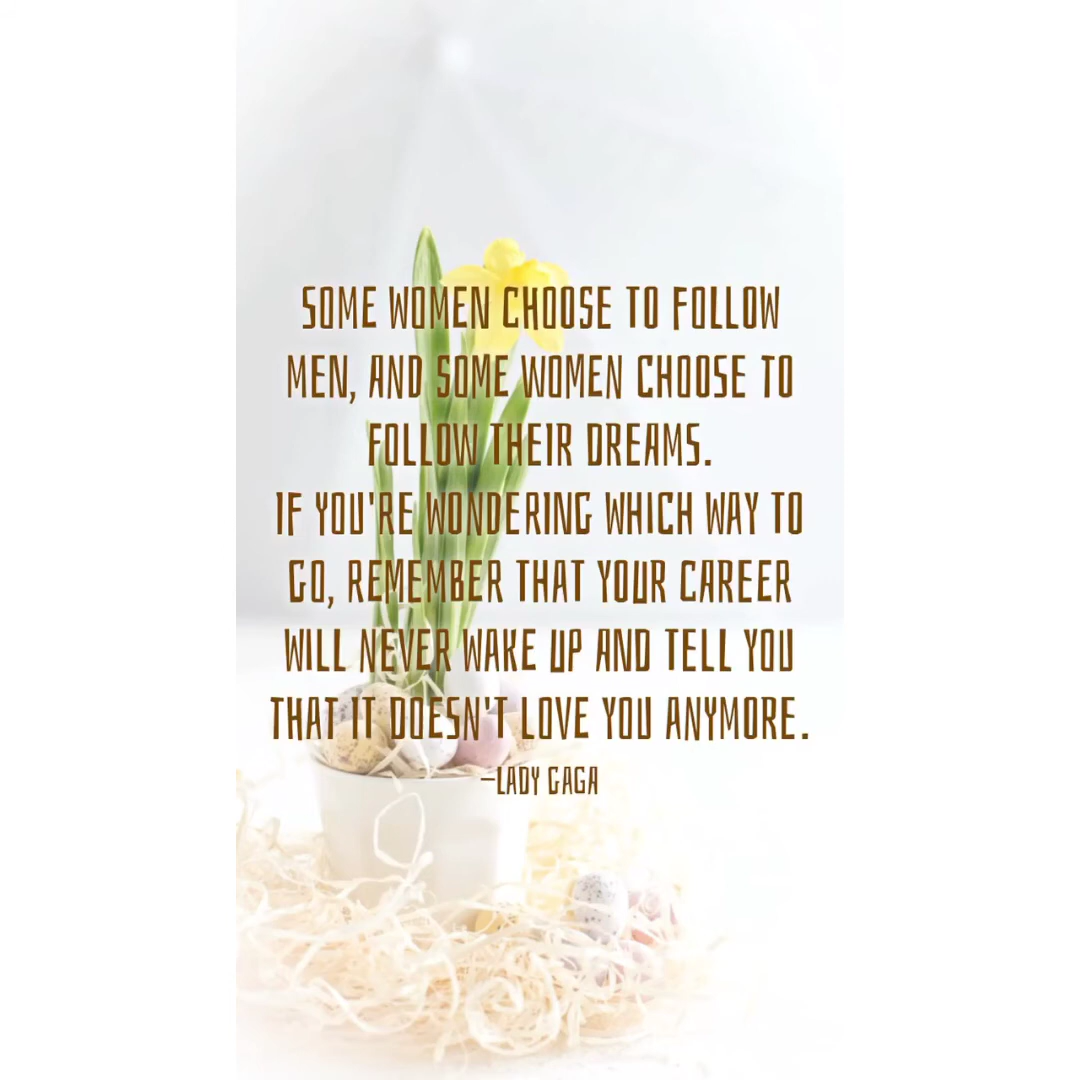 SOME WOMEN CHOOSE TO FOLLOW
MEN, AND SOME WOMEN CHOOSE TO
FOLLOW THEIR DREAMS.
IF YOU'RE WONDERING WHICH WAY TO
GO, REMEMBER THAT YOUR CAREER
WILL NEVER WAKE UP AND TELL YOU
THAT IT DOESN'T LOVE YOU ANYMORE.
—LADY GAGA